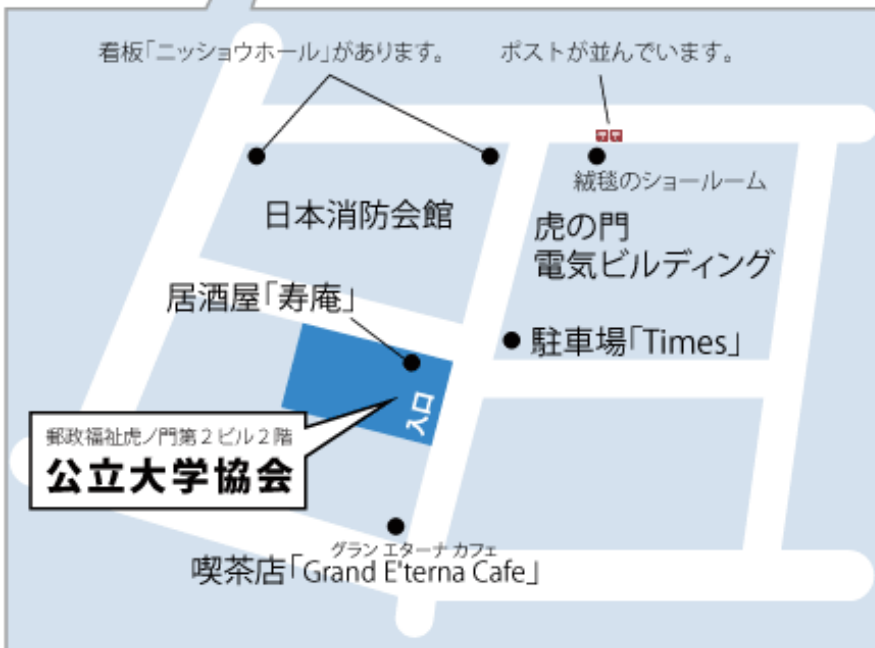 看板「ニッショウホール」があります。
ポストが並んでいます。
〒〒
絨毯のショールーム
日本消防会館
虎の門
電気ビルディング
居酒屋「寿庵」
駐車場「Times」
入口
郵政福祉虎ノ門第2ビル2階
公立大学協会
グラン エターナ カフェ
喫茶店「Grand E'terna Cafe」